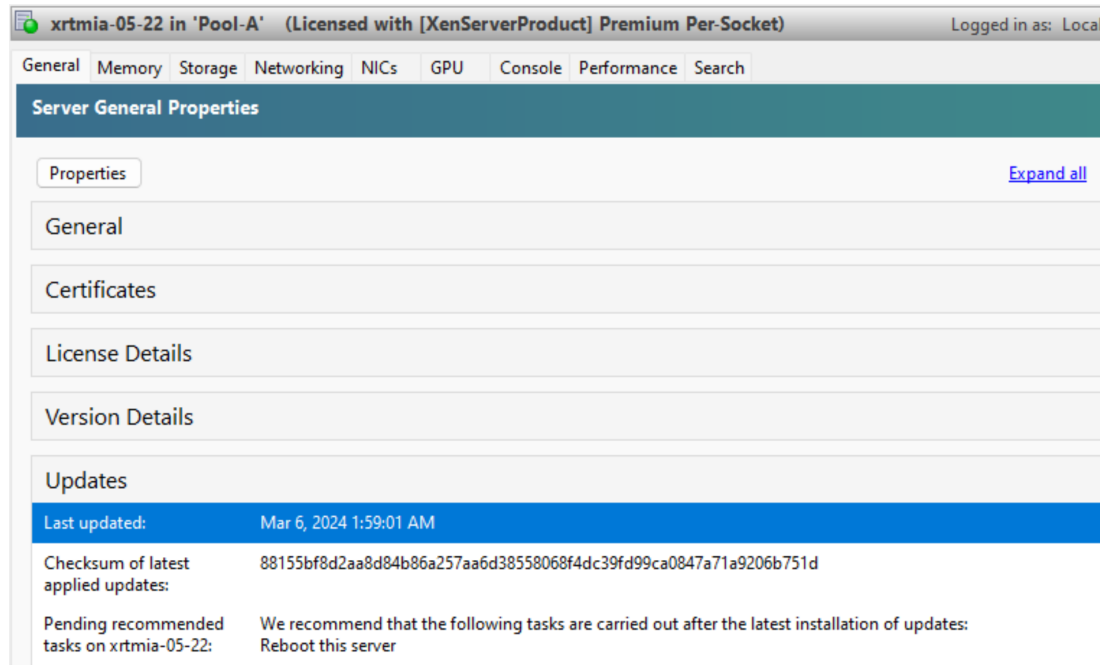 xrtmia-05-22 in 'Pool-A' (Licensed with [XenServerProduct] Premium Per-Socket) Logged in as: Local
General Memory Storage Networking NICs GPU Console Performance Search
Server General Properties
Properties Expand all
General
Certificates
License Details
Version Details
Updates
Last updated: Mar 6, 2024 1:59:01 AM
Checksum of latest 88155bf8d2aa8d84b86a257aa6d38558068f4dc39fd99ca0847a71a9206b751d
applied updates:
Pending recommended We recommend that the following tasks are carried out after the latest installation of updates:
tasks on xrtmia-05-22: Reboot this server